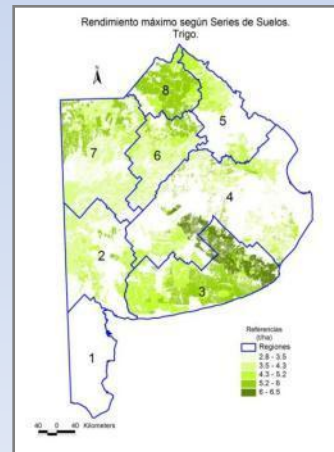 Rendimiento máximo según Series de Suelos.
Trigo.
8
5
7
6
4
2
3
1
Referencias
(t/ha)
Regiones
2.8 - 3.5
3.5 - 4.3
4.3 - 5.2
5.2 - 6
6 - 6.5
40 0 40 Kilometers